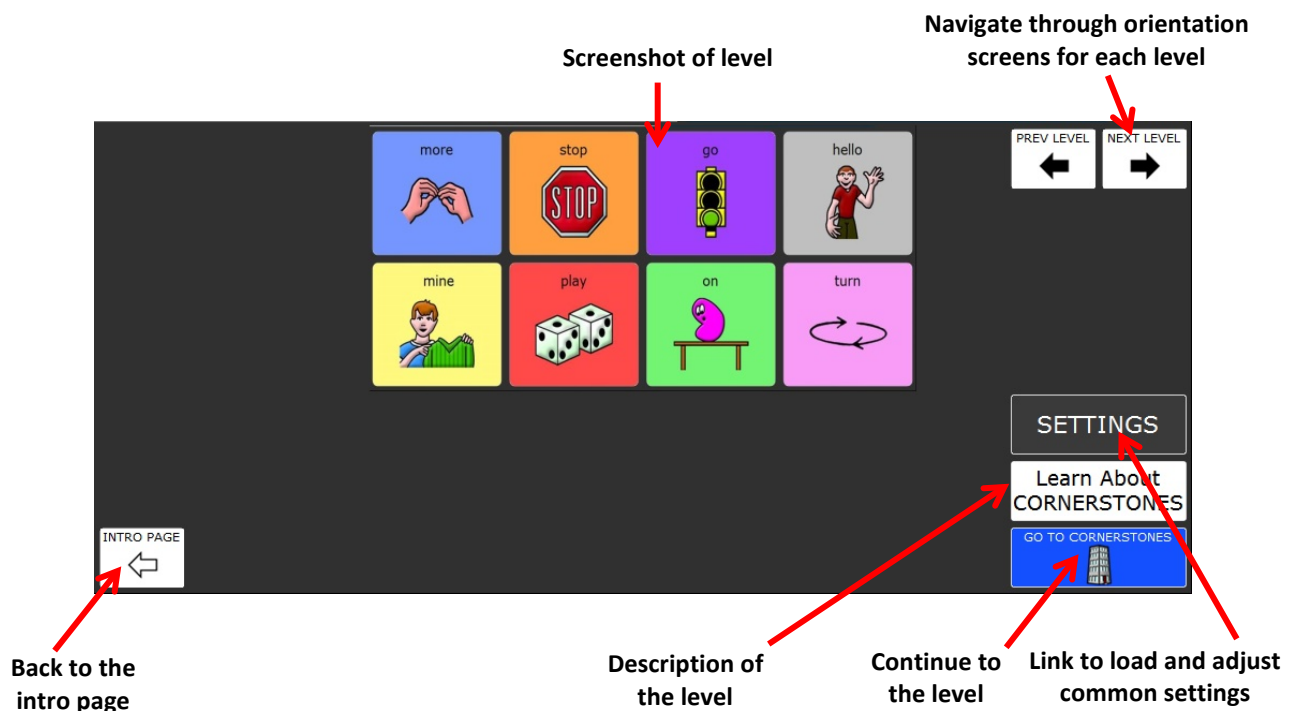 Navigate through orientation
screens for each level
Screenshot of level
PREV LEVEL NEXT LEVEL
more stop go hello
STOP
mine play on turn
SETTINGS
Learn About
CORNERSTONES
INTRO PAGE
GO TO CORNERSTONES
Back to the
intro page
Description of
the level
Continue to
the level
Link to load and adjust
common settings